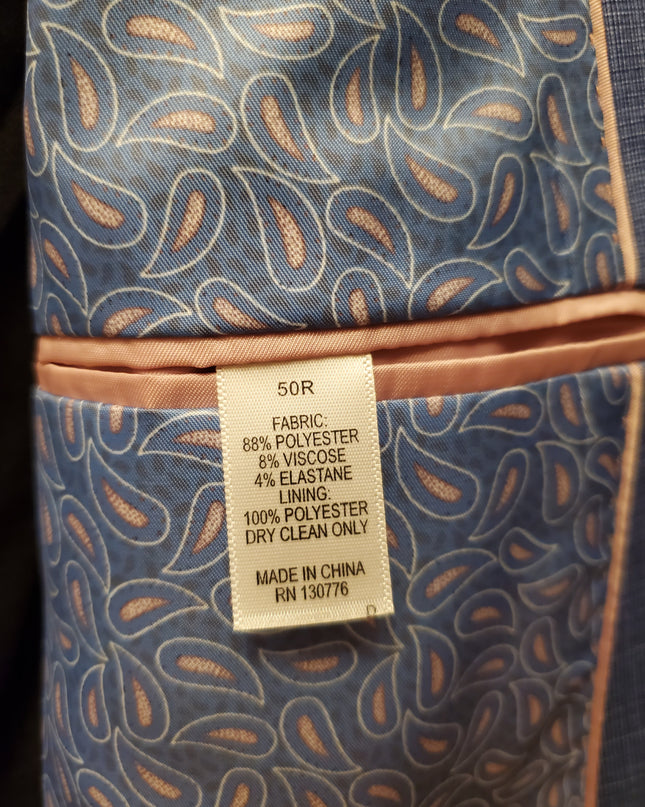 50R
FABRIC:
88% POLYESTER
8% VISCOSE
4% ELASTANE
LINING:
100% POLYESTER
DRY CLEAN ONLY
MADE IN CHINA
RN 130776